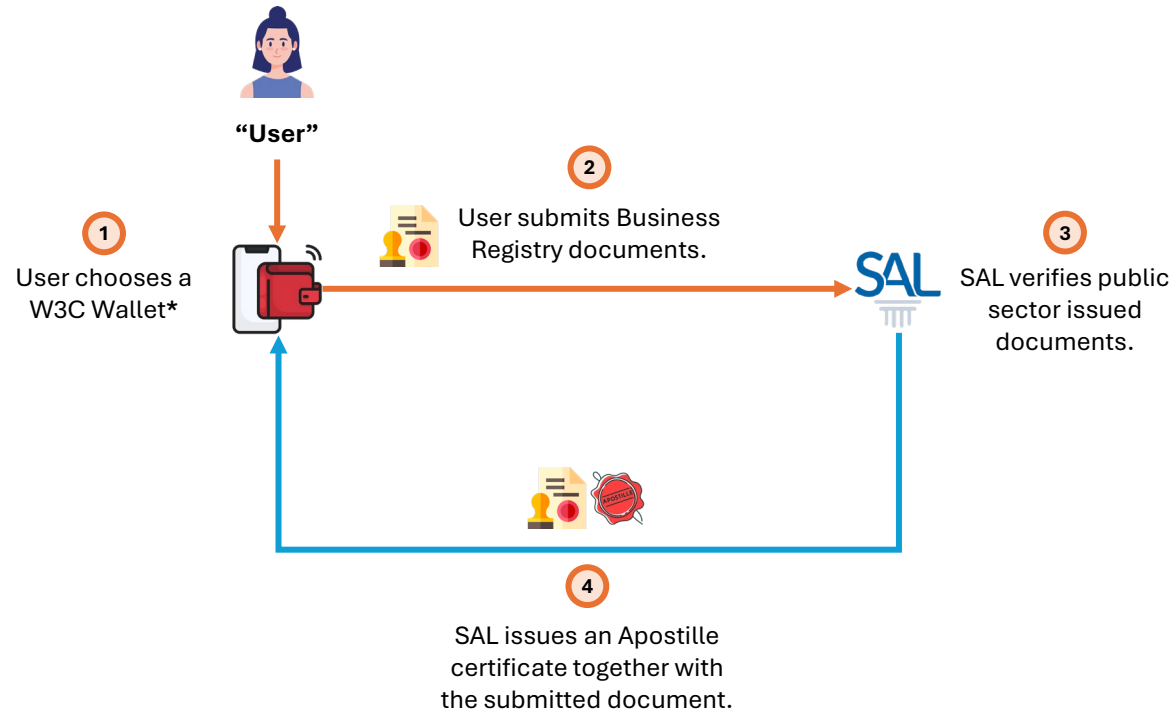 “User”
1
User chooses a
W3C Wallet*
2
User submits Business
Registry documents.
SAL
3
SAL verifies public
sector issued
documents.
APOSTILLE
4
SAL issues an Apostille
certificate together with
the submitted document.